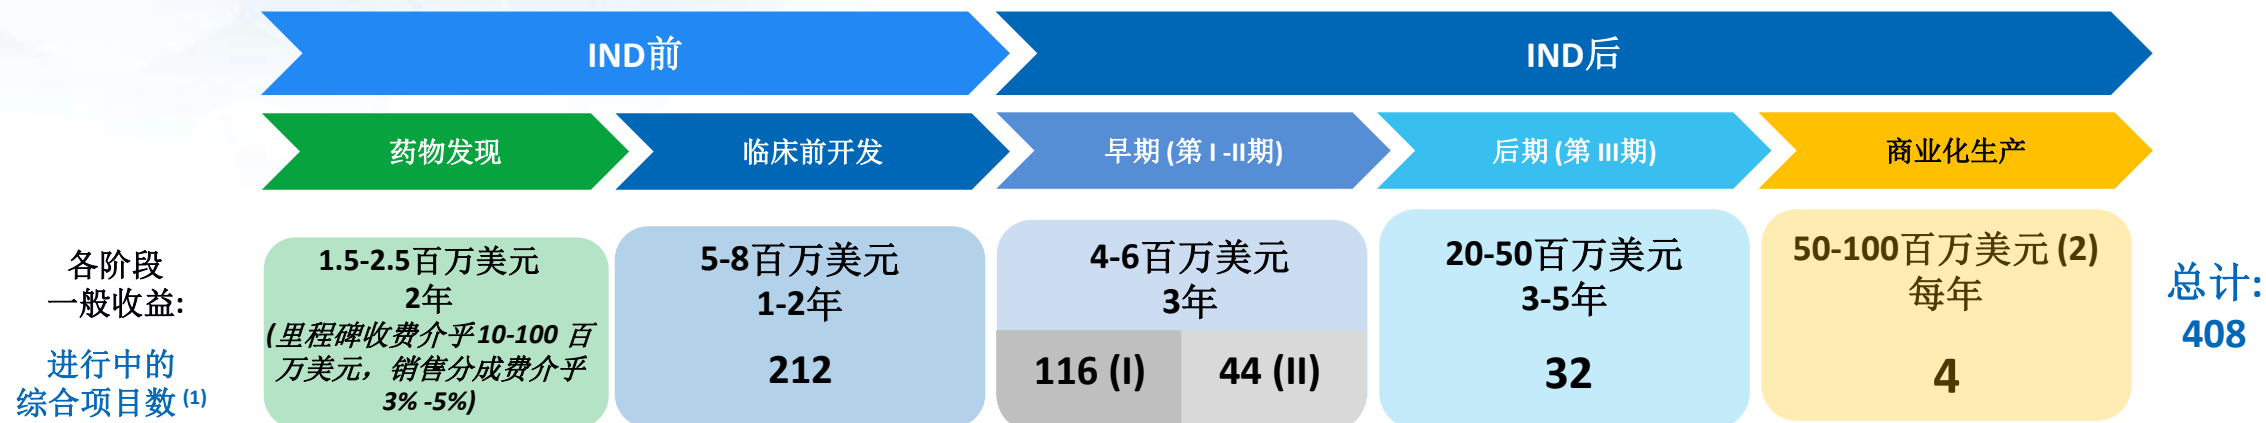 IND前
IND后
药物发现
临床前开发
早期 (第 I -II期)
后期 (第 III期)
商业化生产
各阶段
一般收益:
1.5-2.5百万美元
2年
(里程碑收费介乎10-100 百
万美元，销售分成费介乎
3% -5%)
5-8百万美元
1-2年
4-6百万美元
3年
20-50百万美元
3-5年
50-100百万美元 (2)
每年
进行中的
综合项目数 (1)
212
116 (I)
44 (II)
32
4
总计:
408